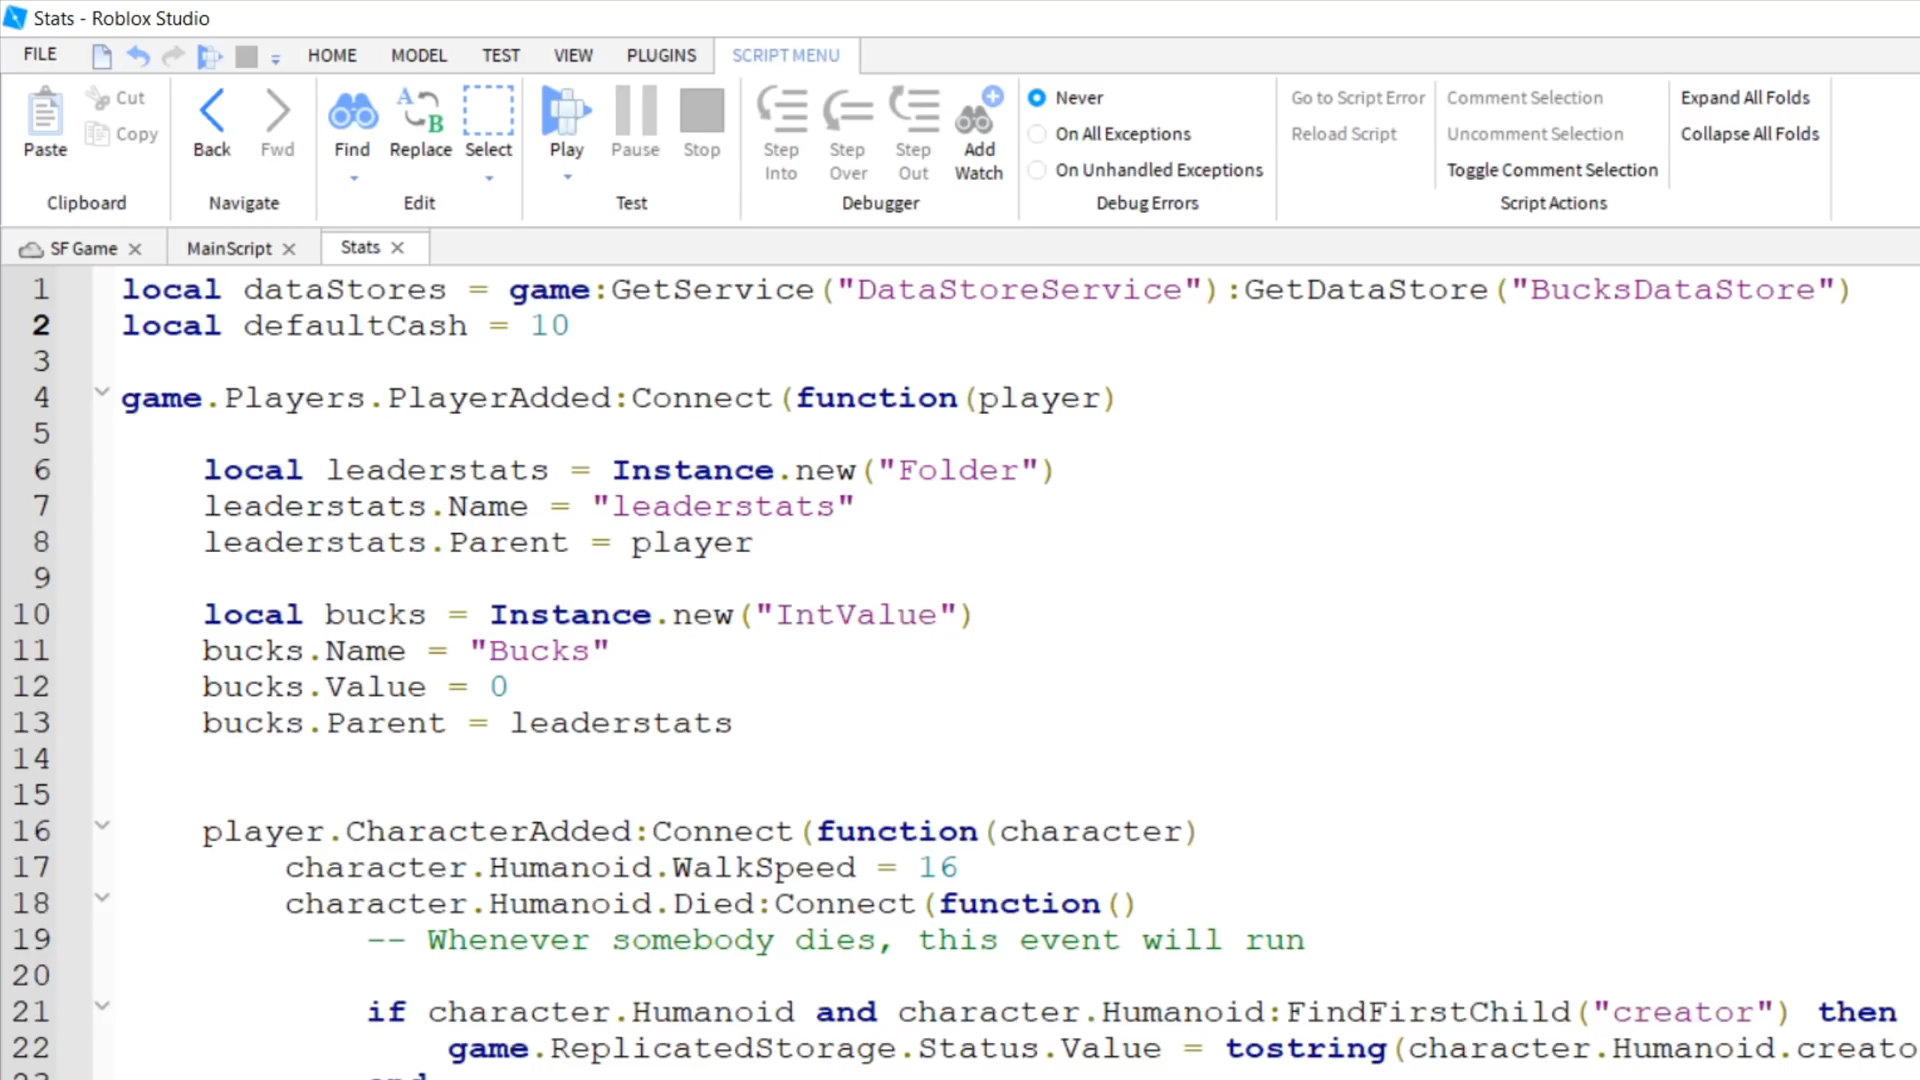 Stats - Roblox Studio
FILE HOME MODEL TEST VIEW PLUGINS SCRIPT MENU
Paste Cut Copy Clipboard
Back Fwd Navigate
Find Replace Select Edit
Play Pause Stop Test
Step Into Step Over Step Out Add Watch Debugger
Never
On All Exceptions
On Unhandled Exceptions
Debug Errors
Go to Script Error
Reload Script
Comment Selection
Uncomment Selection
Toggle Comment Selection
Expand All Folds
Collapse All Folds
Script Actions
SF Game MainScript Stats
1 local dataStores = game:GetService("DataStoreService"):GetDataStore("BucksDataStore")
2 local defaultCash = 10
3
4 game.Players.PlayerAdded:Connect(function(player)
5
6 local leaderstats = Instance.new("Folder")
7 leaderstats.Name = "leaderstats"
8 leaderstats.Parent = player
9
10 local bucks = Instance.new("IntValue")
11 bucks.Name = "Bucks"
12 bucks.Value = 0
13 bucks.Parent = leaderstats
14
15
16 player.CharacterAdded:Connect(function(character)
17 character.Humanoid.WalkSpeed = 16
18 character.Humanoid.Died:Connect(function()
19 -- Whenever somebody dies, this event will run
20
21 if character.Humanoid and character.Humanoid:FindFirstChild("creator") then
22 game.ReplicatedStorage.Status.Value = tostring(character.Humanoid.creato